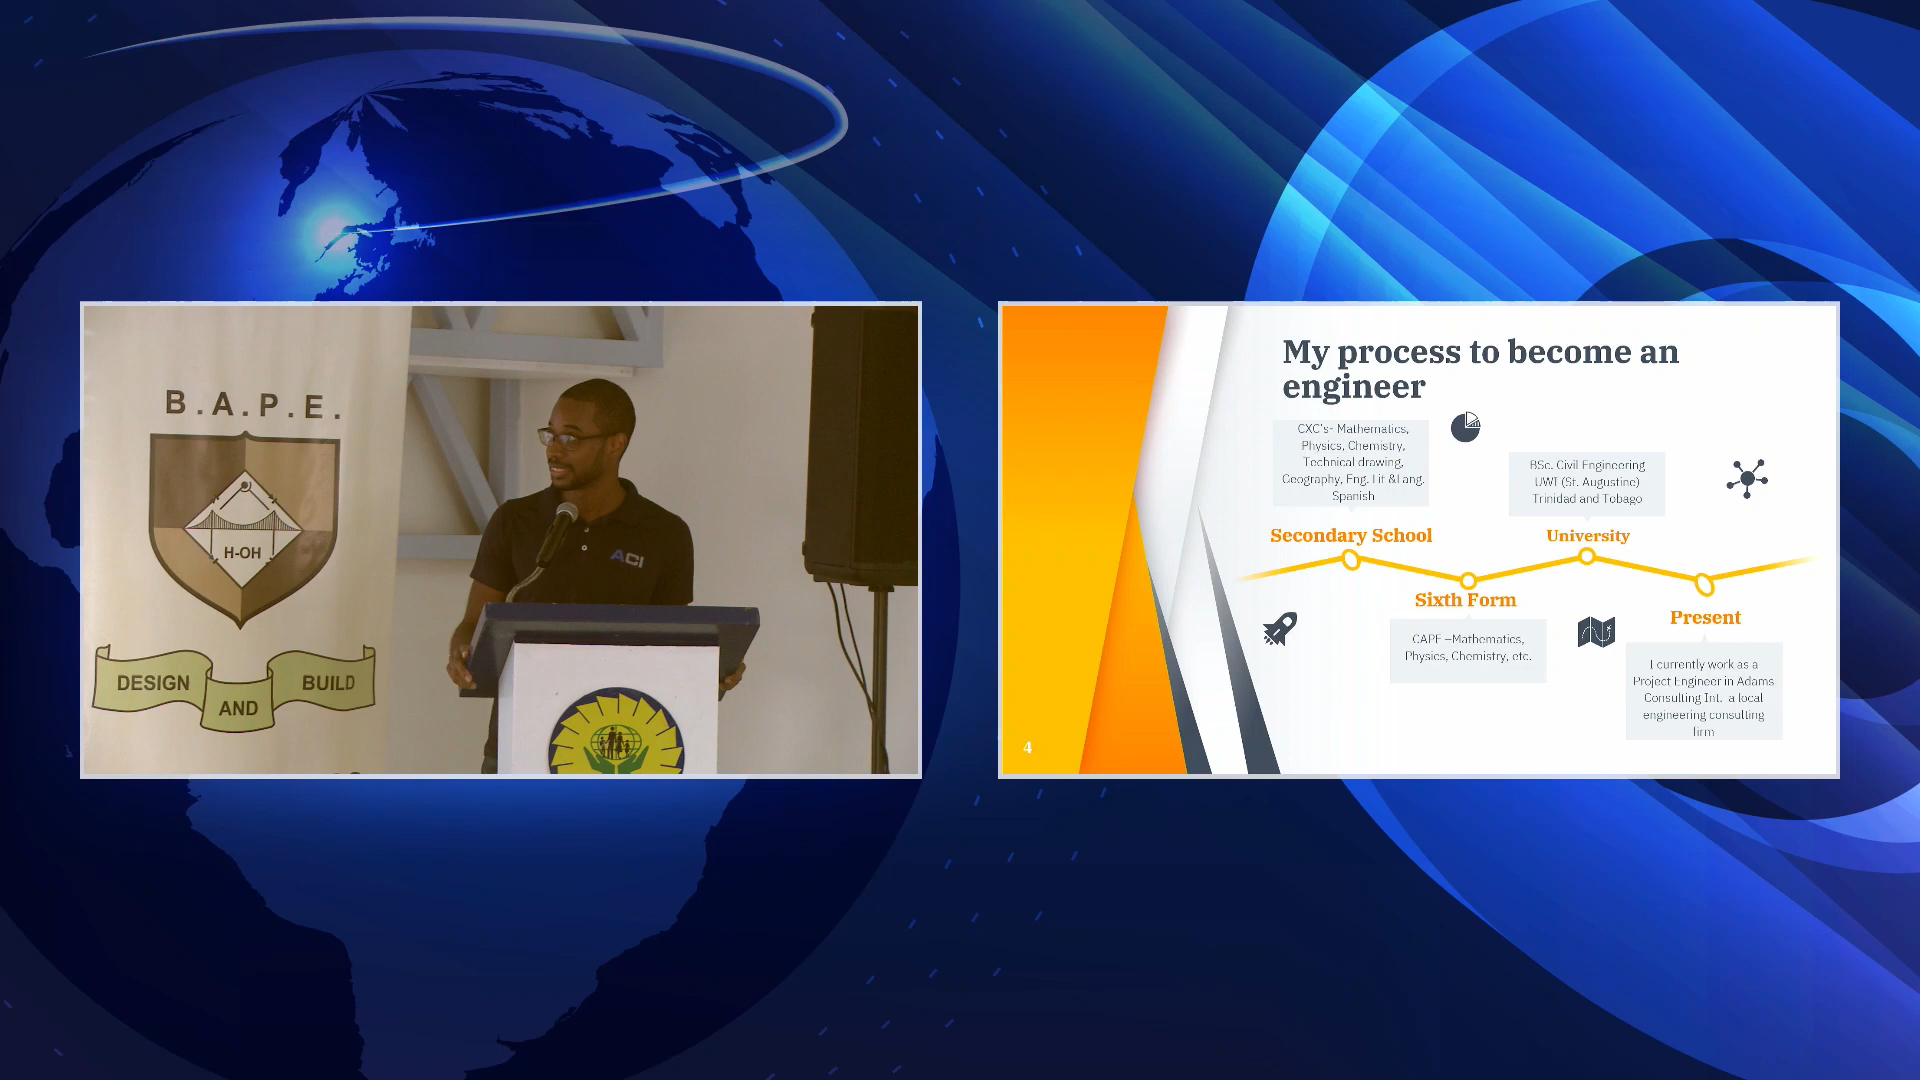 B.A.P.E.
H-OH
DESIGN AND BUILD
ACI
My process to become an
engineer
CXC's- Mathematics,
Physics, Chemistry,
Technical drawing,
Geography, Eng. Lit &Lang.
Spanish
BSc. Civil Engineering
UWI (St. Augustine)
Trinidad and Tobago
Secondary School
University
Sixth Form
Present
CAPE –Mathematics,
Physics, Chemistry, etc.
I currently work as a
Project Engineer in Adams
Consulting Int. a local
engineering consulting
firm
4